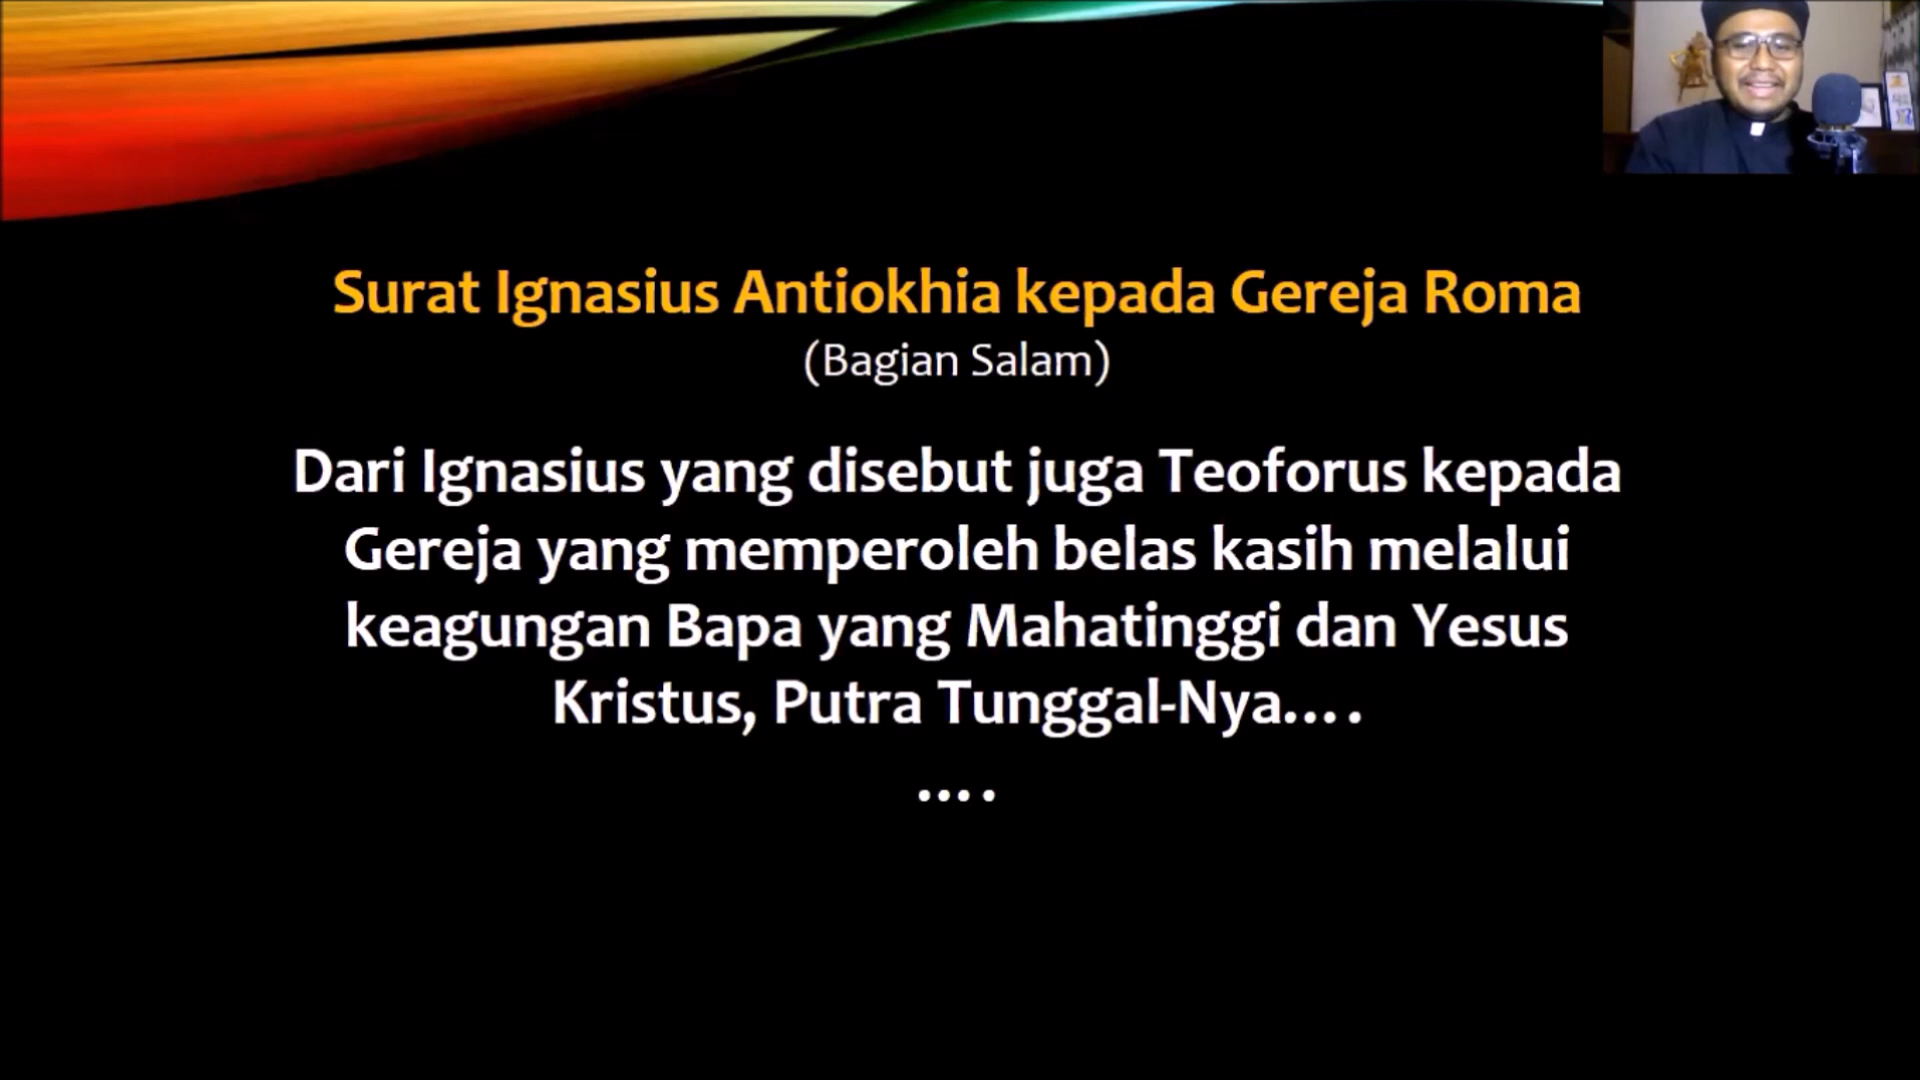 Surat Ignasius Antiokhia kepada Gereja Roma
(Bagian Salam)
Dari Ignasius yang disebut juga Teoforus kepada
Gereja yang memperoleh belas kasih melalui
keagungan Bapa yang Mahatinggi dan Yesus
Kristus, Putra Tunggal-Nya....
....